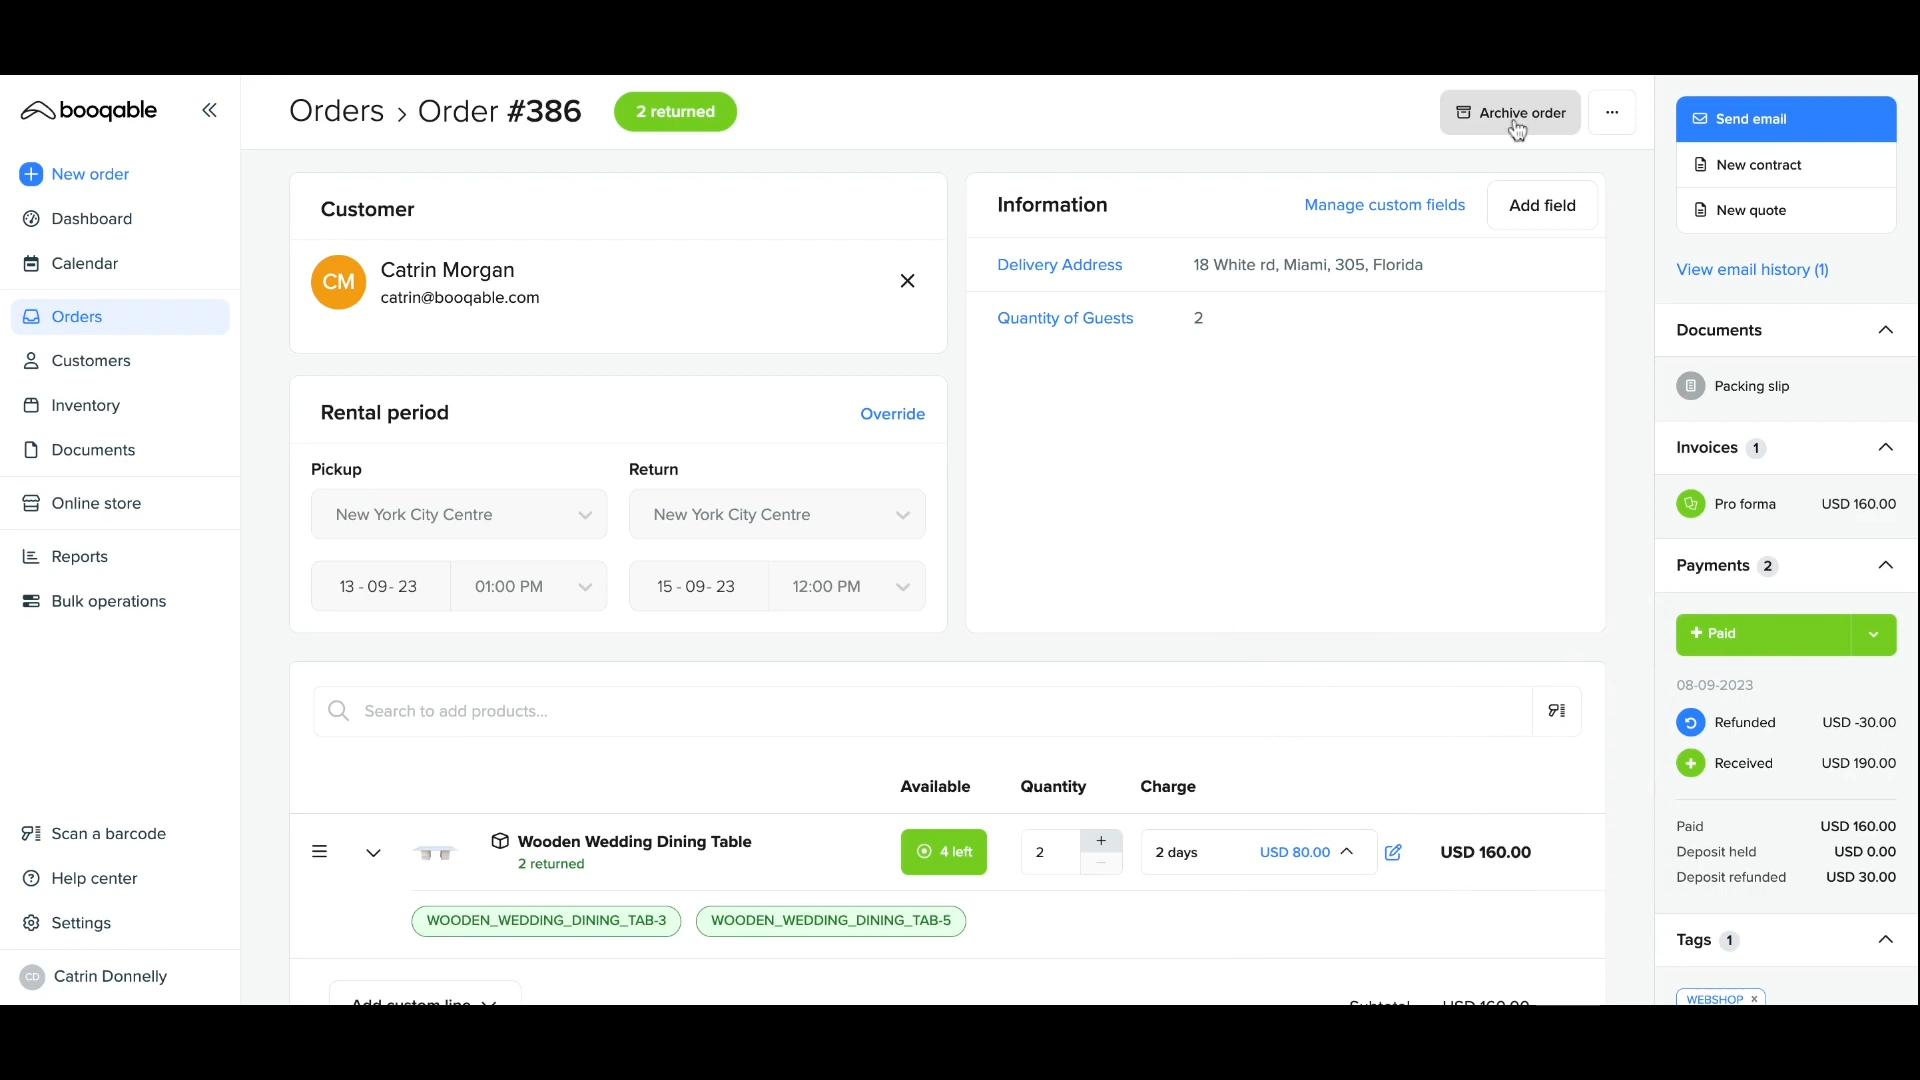 booqable
New order
Dashboard
Calendar
Orders
Customers
Inventory
Documents
Online store
Reports
Bulk operations
Scan a barcode
Help center
Settings
CD Catrin Donnelly
Orders › Order #386 2 returned
Archive order
...
Customer
CM
Catrin Morgan
catrin@booqable.com
Information
Manage custom fields
Add field
Delivery Address 18 White rd, Miami, 305, Florida
Quantity of Guests 2
Rental period
Override
Pickup Return
New York City Centre New York City Centre
13 - 09 - 23 01:00 PM 15 - 09 - 23 12:00 PM
Search to add products...
Available Quantity Charge
Wooden Wedding Dining Table
2 returned
4 left
2
+
−
2 days
USD 80.00
USD 160.00
WOODEN_WEDDING_DINING_TAB-3 WOODEN_WEDDING_DINING_TAB-5
Add custom line
Subtotal USD 160.00
Send email
New contract
New quote
View email history (1)
Documents
Packing slip
Invoices 1
Pro forma USD 160.00
Payments 2
+ Paid
08-09-2023
Refunded USD -30.00
Received USD 190.00
Paid USD 160.00
Deposit held USD 0.00
Deposit refunded USD 30.00
Tags 1
WEBSHOP ×